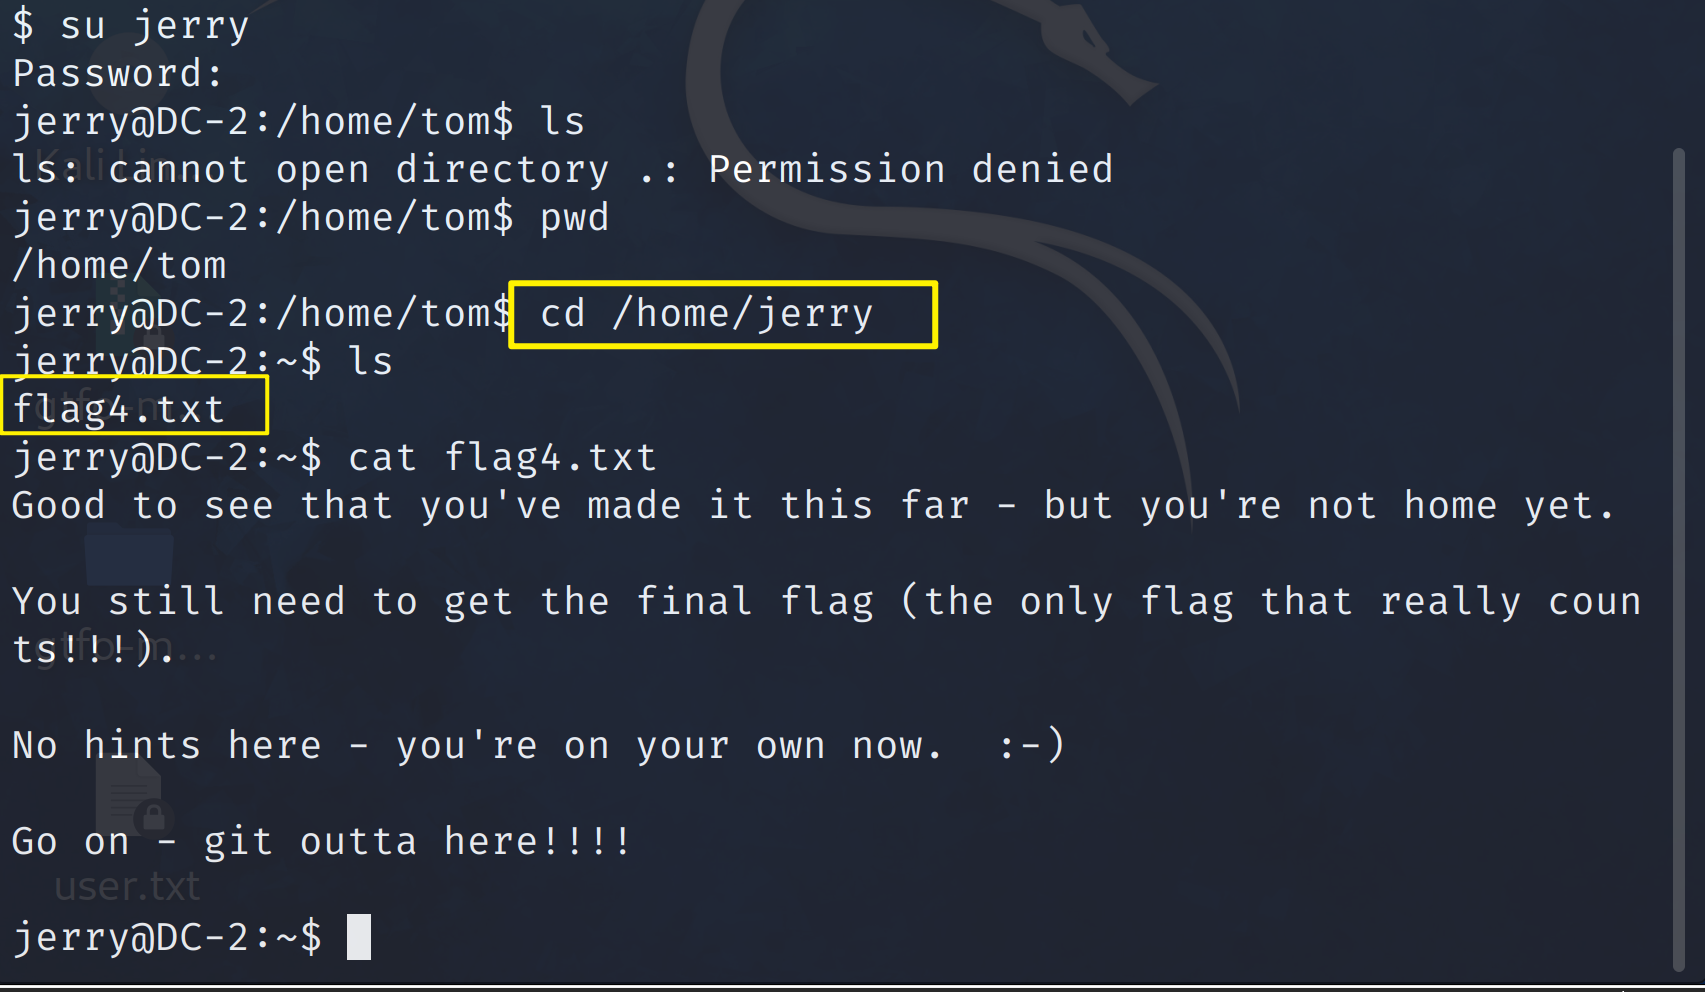 $ su jerry
Password:
jerry@DC-2:/home/tom$ ls
ls: cannot open directory .: Permission denied
jerry@DC-2:/home/tom$ pwd
/home/tom
jerry@DC-2:/home/tom$ cd /home/jerry
jerry@DC-2:~$ ls
flag4.txt
jerry@DC-2:~$ cat flag4.txt
Good to see that you've made it this far - but you're not home yet.
You still need to get the final flag (the only flag that really coun
ts!!!).
No hints here - you're on your own now.  :-)
Go on - git outta here!!!!
user.txt
jerry@DC-2:~$